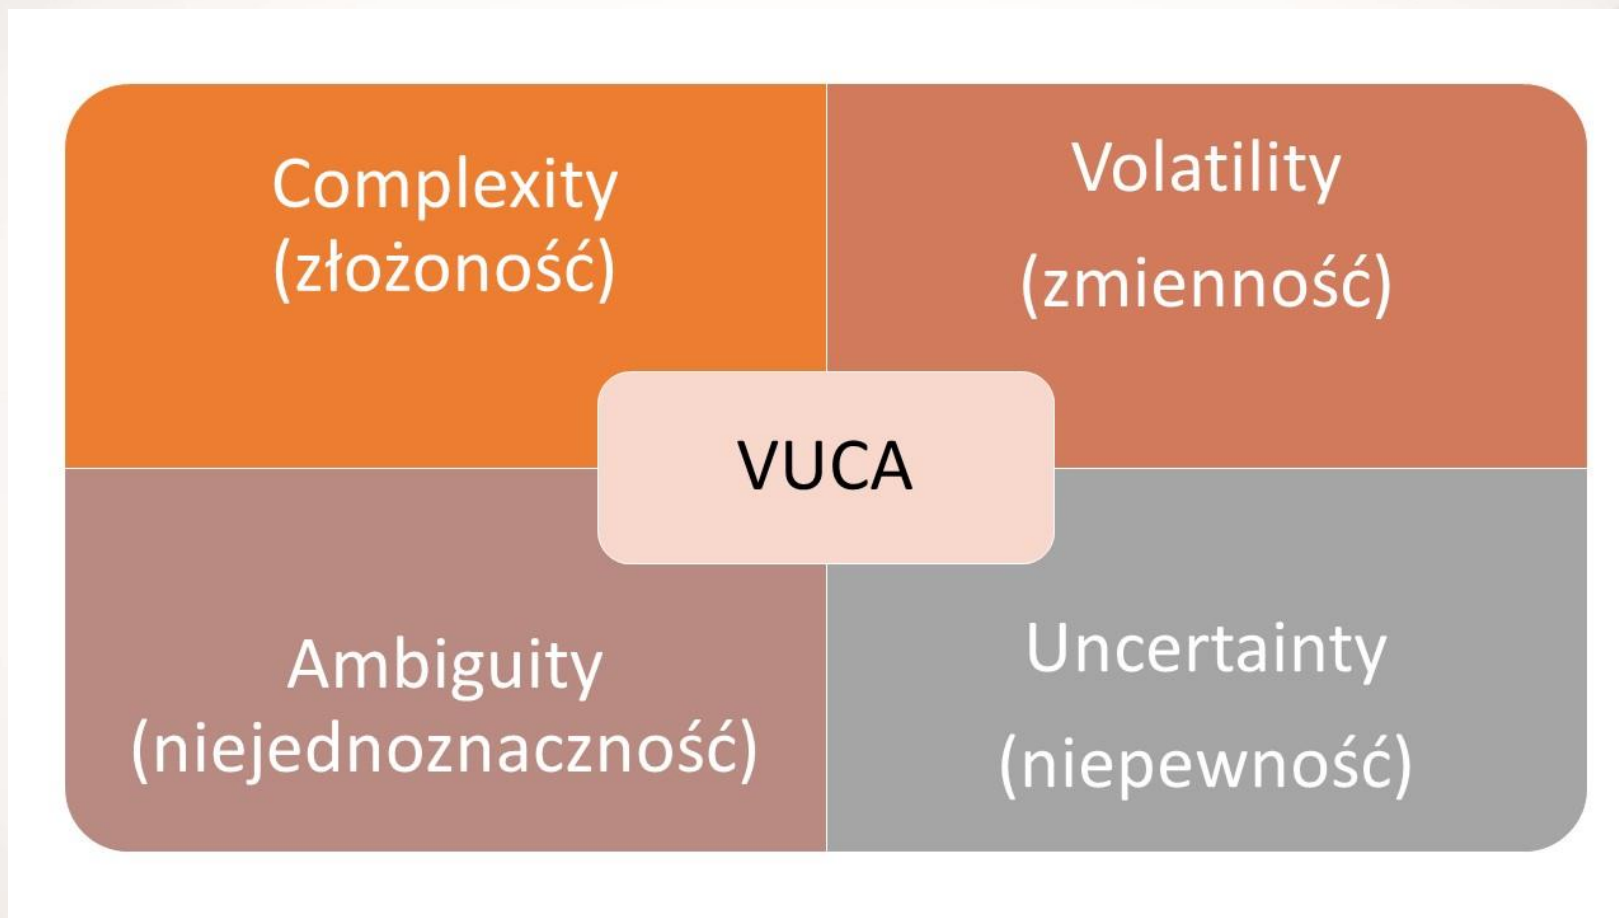 Complexity
(złożoność)
Volatility
(zmienność)
VUCA
Ambiguity
(niejednoznaczność)
Uncertainty
(niepewność)